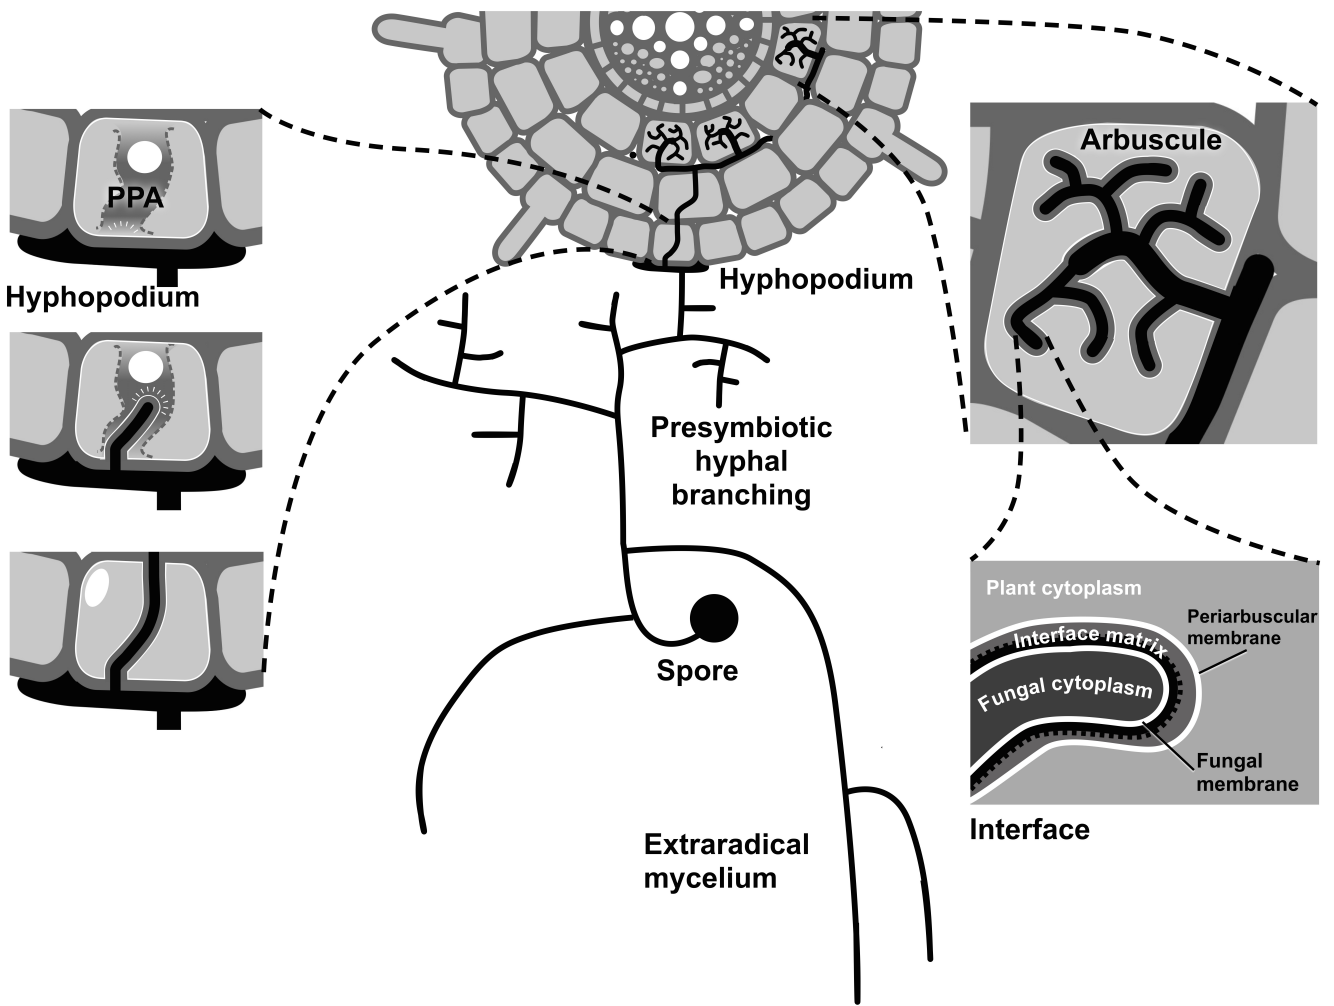 PPA
Hyphopodium
Hyphopodium
Presymbiotic
hyphal
branching
Spore
Extraradical
mycelium
Arbuscule
Plant cytoplasm
Periarbuscular
membrane
Interface matrix
Fungal cytoplasm
Fungal
membrane
Interface